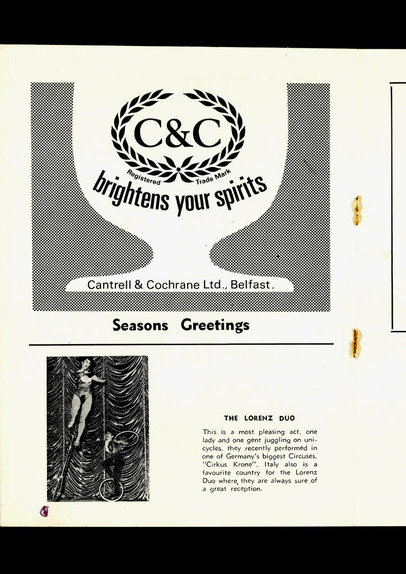 C&C
Registered Trade Mark
brightens your spirits
Cantrell & Cochrane Ltd., Belfast.
Seasons Greetings
THE LORENZ DUO
This is a most pleasing act, one
lady and one gent juggling on uni-
cycles, they recently performed in
one of Germany's biggest Circuses,
"Cirkus Krone". Italy also is a
favourite country for the Lorenz
Duo where they are always sure of
a great reception.